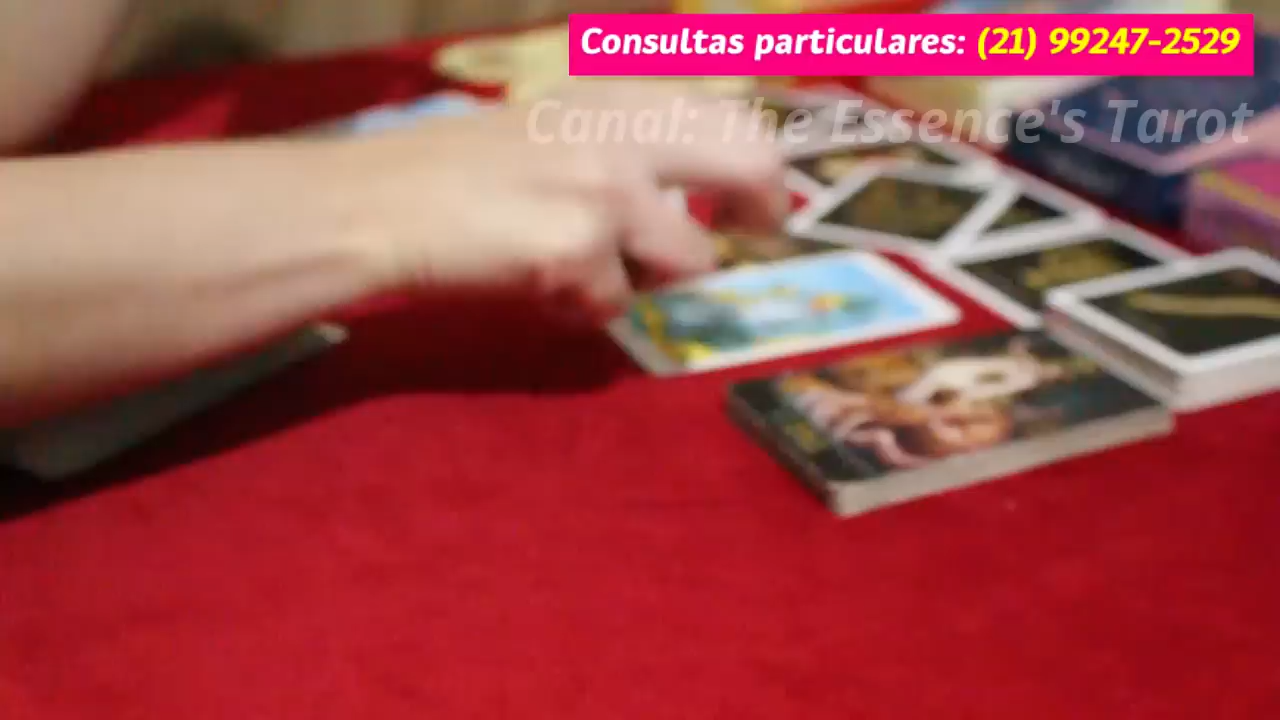 Consultas particulares: (21) 99247-2529
Canal: The Essence's Tarot